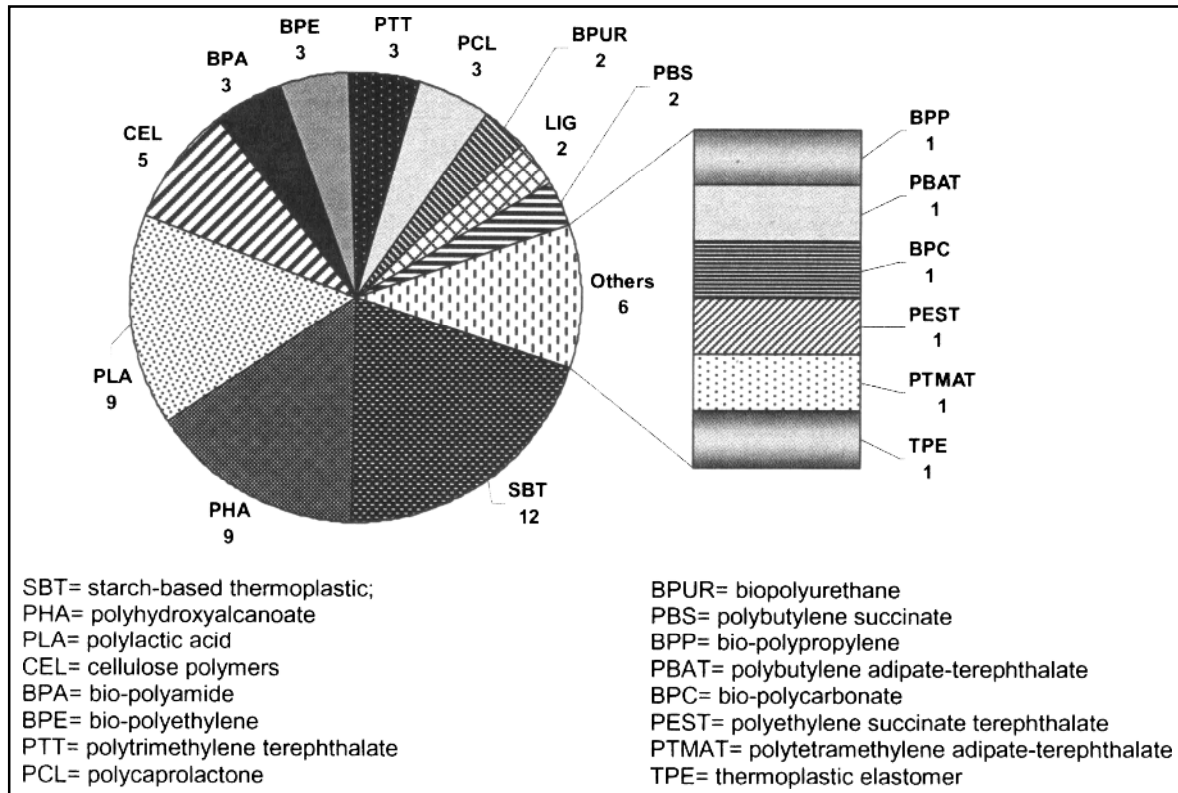 BPE
3
PTT
3
PCL
3
BPUR
2
PBS
2
BPA
3
CEL
5
LIG
2
Others
6
PLA
9
PHA
9
SBT
12
BPP
1
PBAT
1
BPC
1
PEST
1
PTMAT
1
TPE
1
SBT= starch-based thermoplastic;
PHA= polyhydroxyalcanoate
PLA= polylactic acid
CEL= cellulose polymers
BPA= bio-polyamide
BPE= bio-polyethylene
PTT= polytrimethylene terephthalate
PCL= polycaprolactone
BPUR= biopolyurethane
PBS= polybutylene succinate
BPP= bio-polypropylene
PBAT= polybutylene adipate-terephthalate
BPC= bio-polycarbonate
PEST= polyethylene succinate terephthalate
PTMAT= polytetramethylene adipate-terephthalate
TPE= thermoplastic elastomer